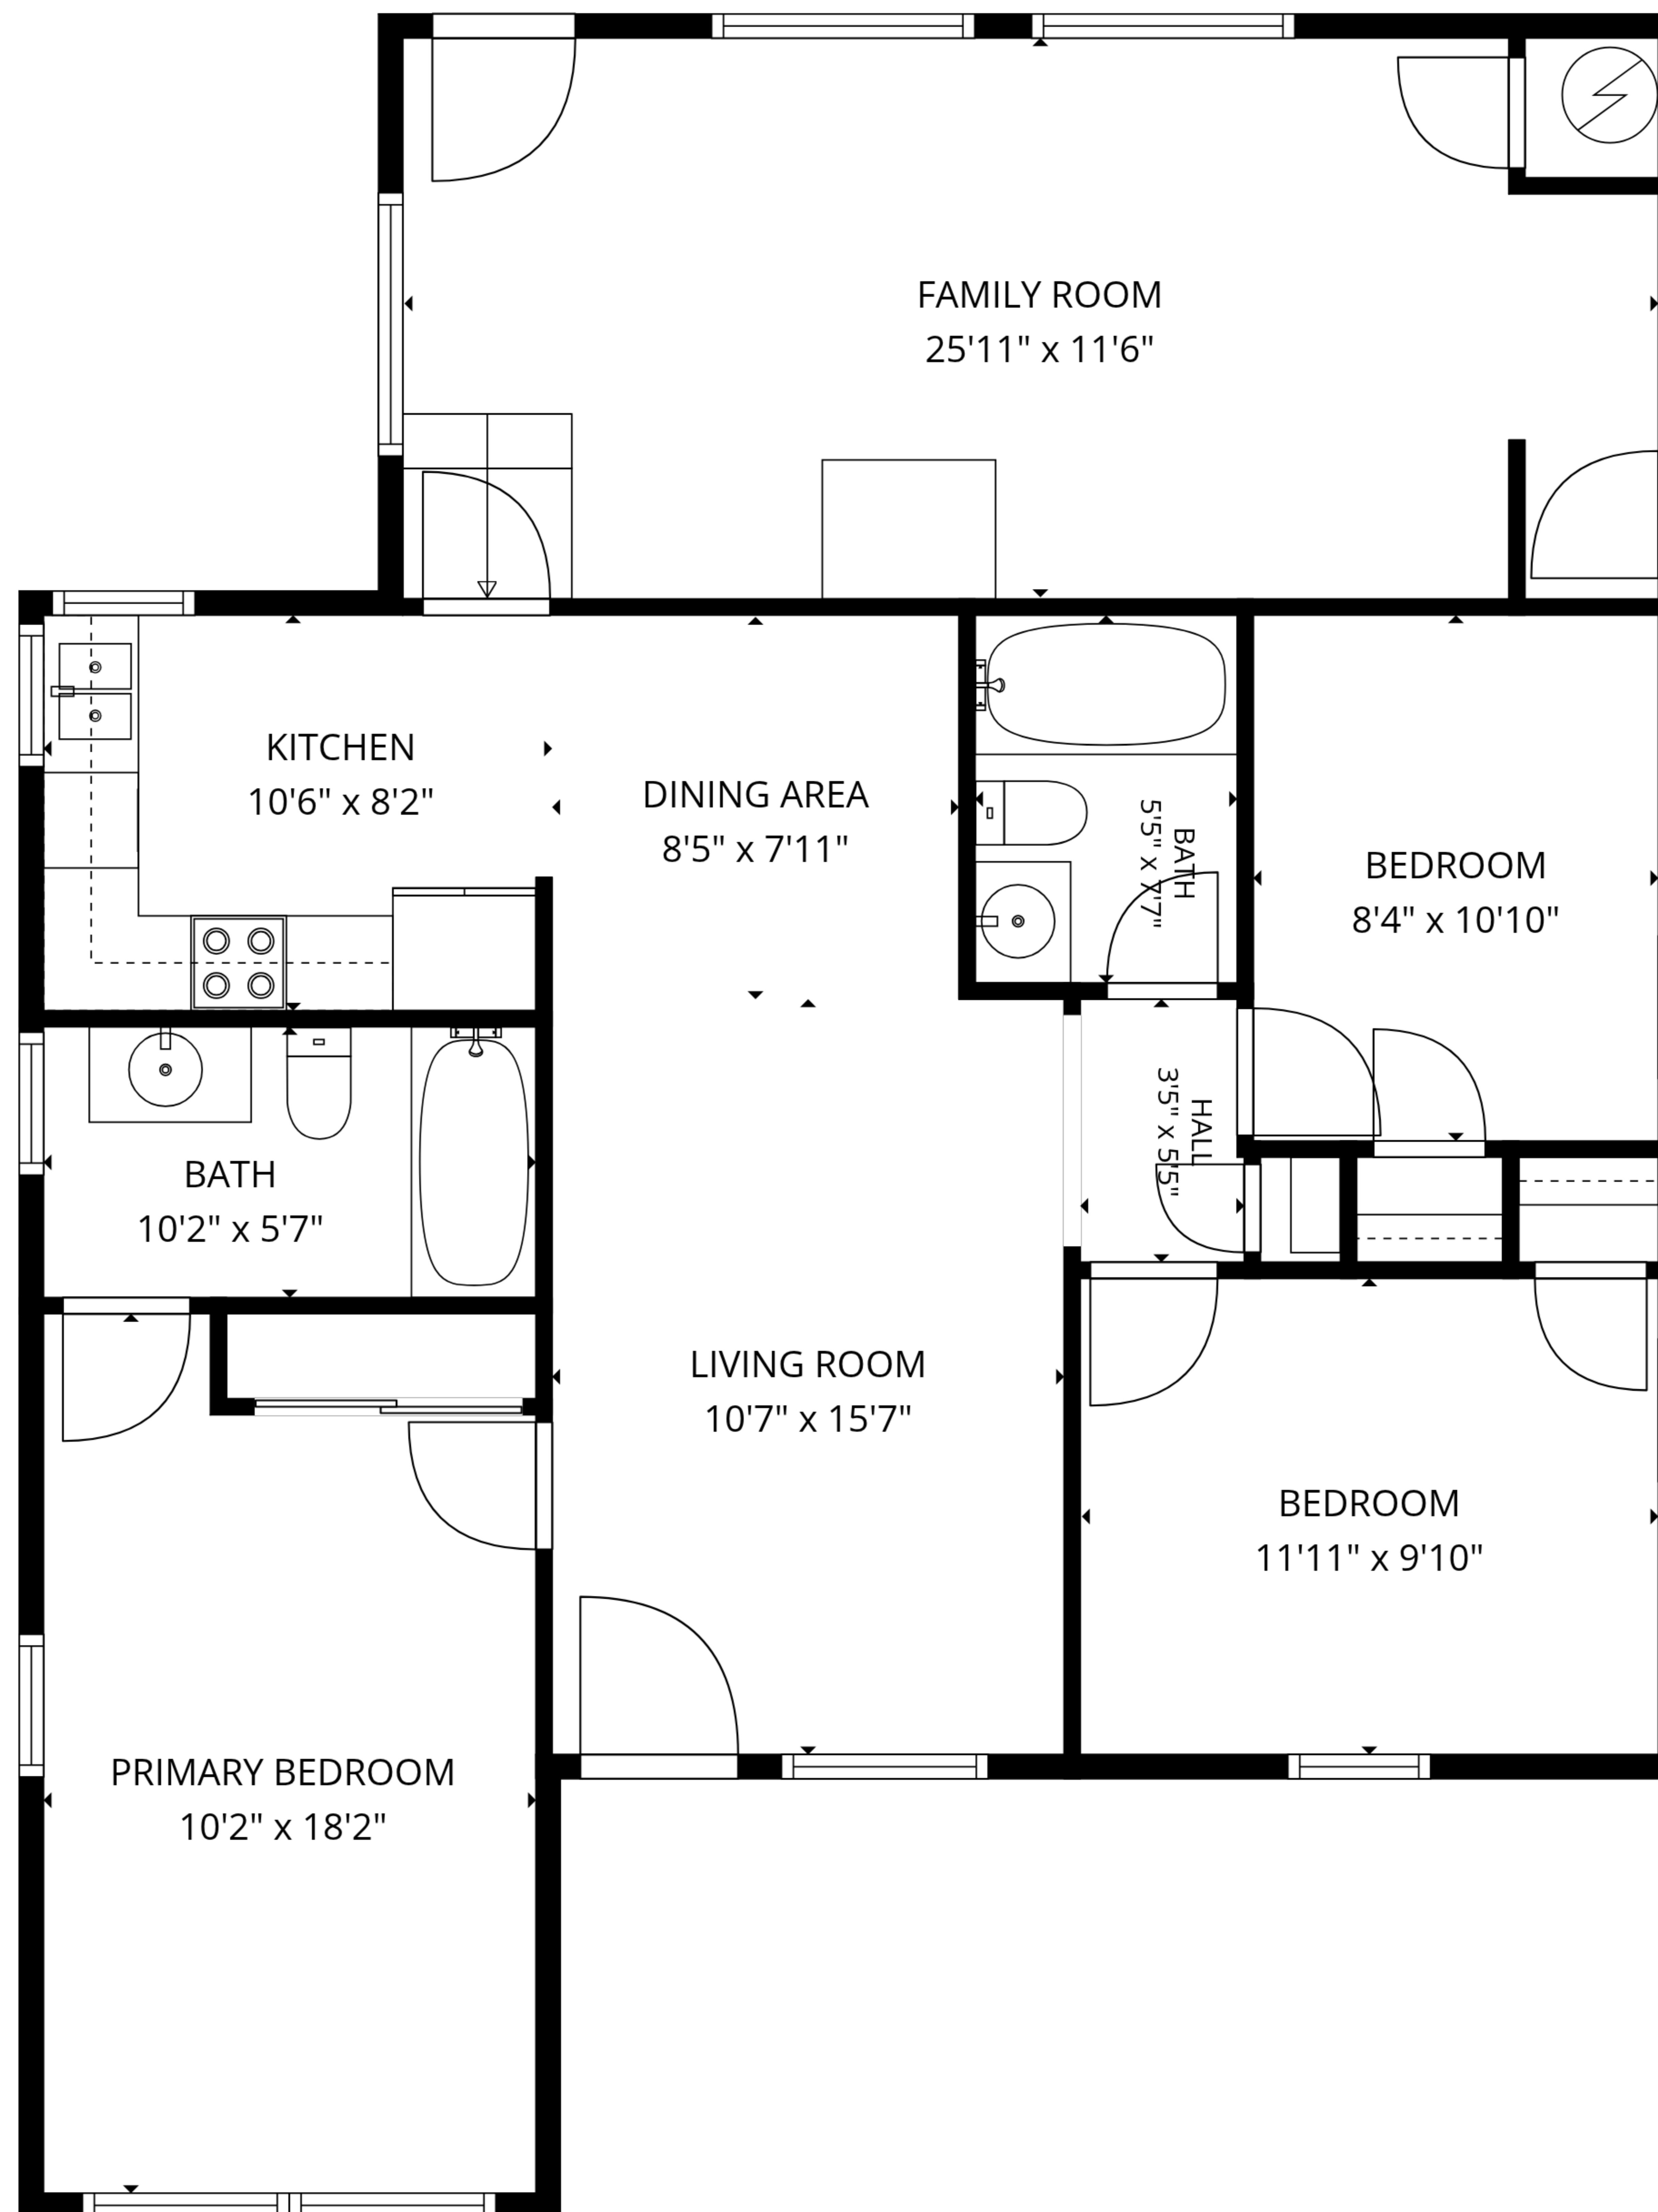 FAMILY ROOM
25'11" x 11'6"
KITCHEN
10'6" x 8'2"
DINING AREA
8'5" x 7'11"
BATH
5'5" x 7'7"
BEDROOM
8'4" x 10'10"
HALL
3'5" x 5'5"
BATH
10'2" x 5'7"
LIVING ROOM
10'7" x 15'7"
BEDROOM
11'11" x 9'10"
PRIMARY BEDROOM
10'2" x 18'2"